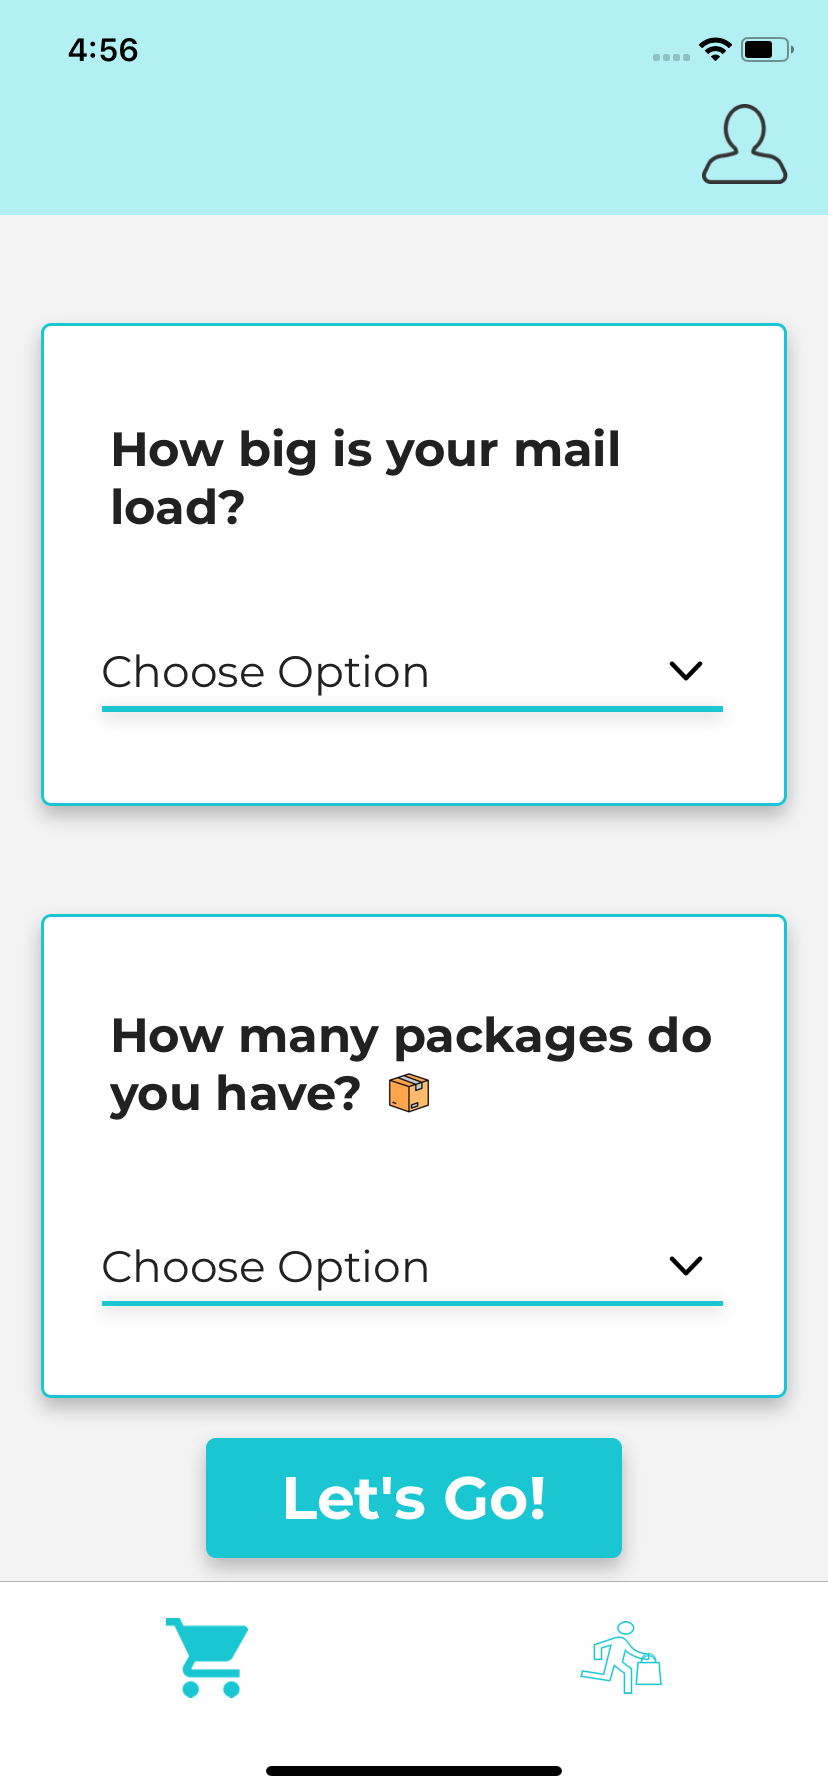 4:56
How big is your mail
load?
Choose Option
How many packages do
you have? 📦
Choose Option
Let's Go!